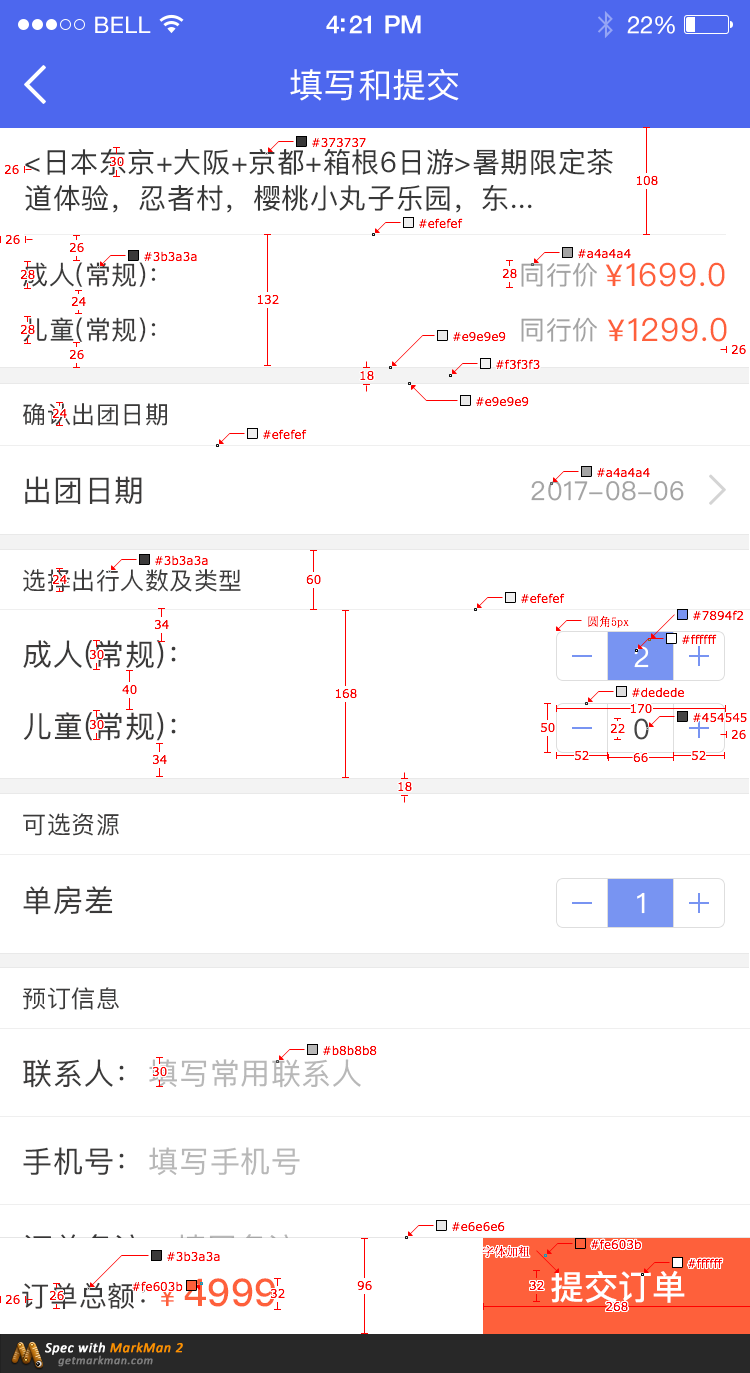 BELL 4:21 PM 22%
填写和提交
#373737
<日本东京+大阪+京都+箱根6日游>暑期限定茶
26 30 108
道体验，忍者村，樱桃小丸子乐园，东...
#efefef
26 26 #3b3a3a #a4a4a4
28 成人(常规): 28 同行价 ¥1699.0
24 132
28 儿童(常规): 同行价 ¥1299.0
#e9e9e9
26 26
#f3f3f3
18
#e9e9e9
确认出团日期
24
#efefef
#a4a4a4
出团日期 2017-08-06
#3b3a3a
选择出行人数及类型
24 60
#efefef
34 圆角5px #7894f2
#ffffff
成人(常规): 2
30
40 168 #dedede
170
儿童(常规): 0 #454545
30 50 22 26
34 52 66 52
18
可选资源
单房差 1
预订信息
#b8b8b8
联系人: 填写常用联系人
30
手机号: 填写手机号
#e6e6e6
#3b3a3a 字体加粗 #fe603b
#ffffff
#fe603b 96
26 26 订单总额: ¥4999 32 32 提交订单
268
Spec with MarkMan 2
getmarkman.com